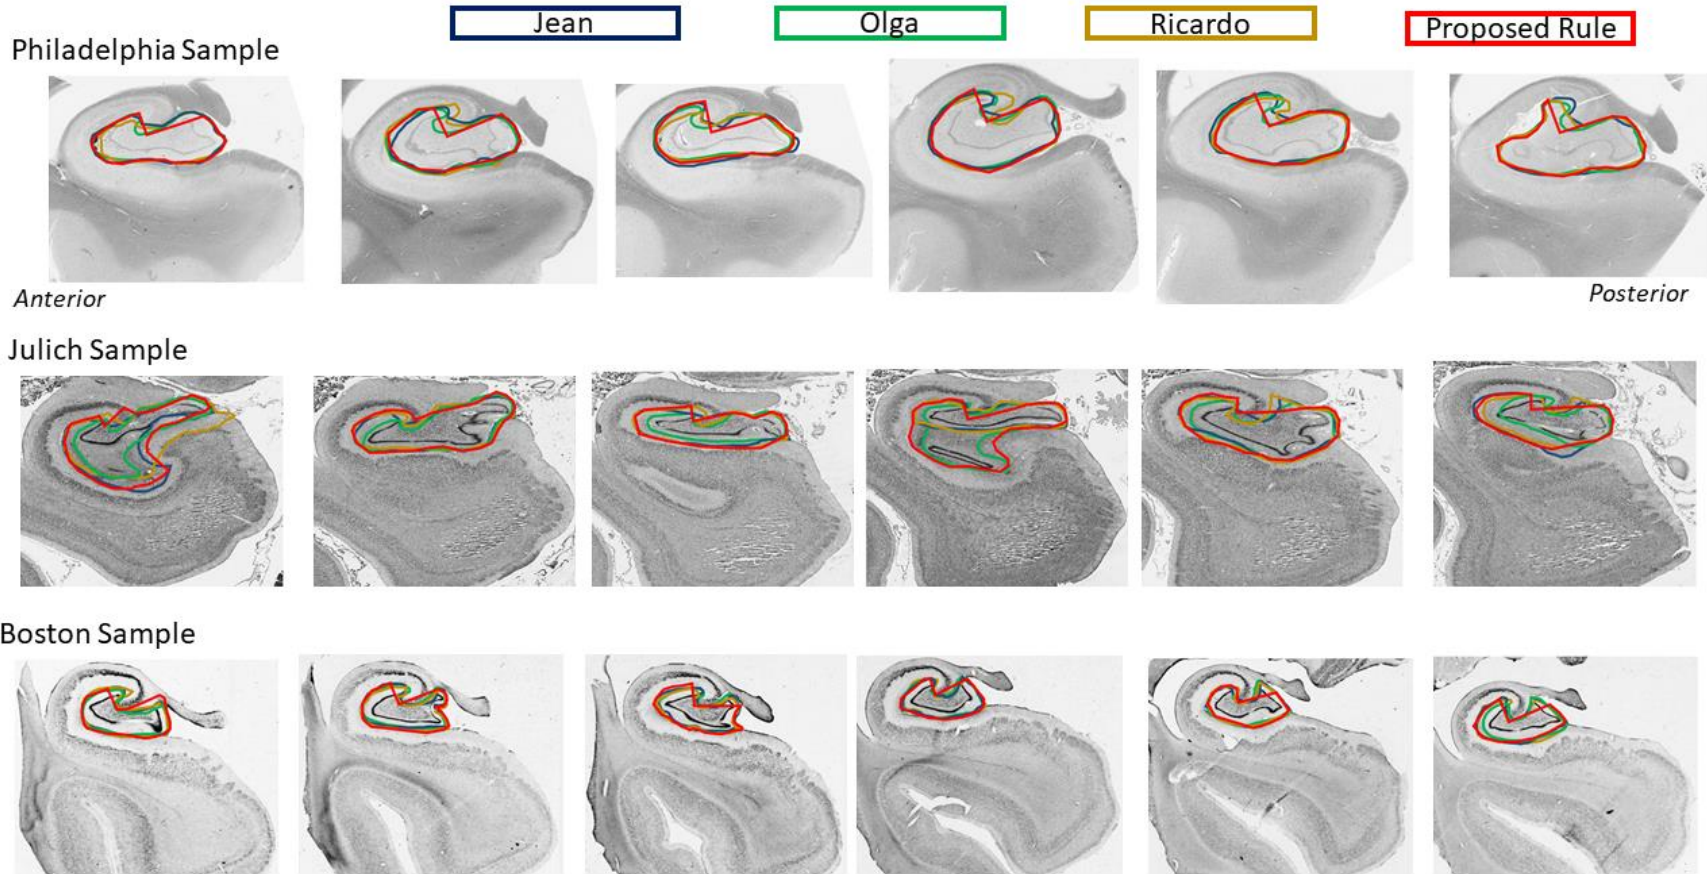 Jean Olga Ricardo Proposed Rule
Philadelphia Sample
Anterior Posterior
Julich Sample
Boston Sample